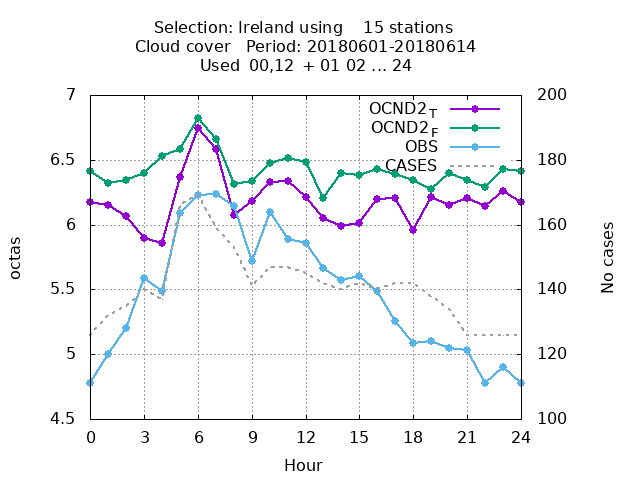 Selection: Ireland using    15 stations
Cloud cover   Period: 20180601-20180614
Used  00,12  + 01 02 ... 24
7
200
OCND2 T
OCND2 F
OBS
CASES
6.5
180
6
160
5.5
140
5
120
4.5
100
octas
No cases
0 3 6 9 12 15 18 21 24
Hour